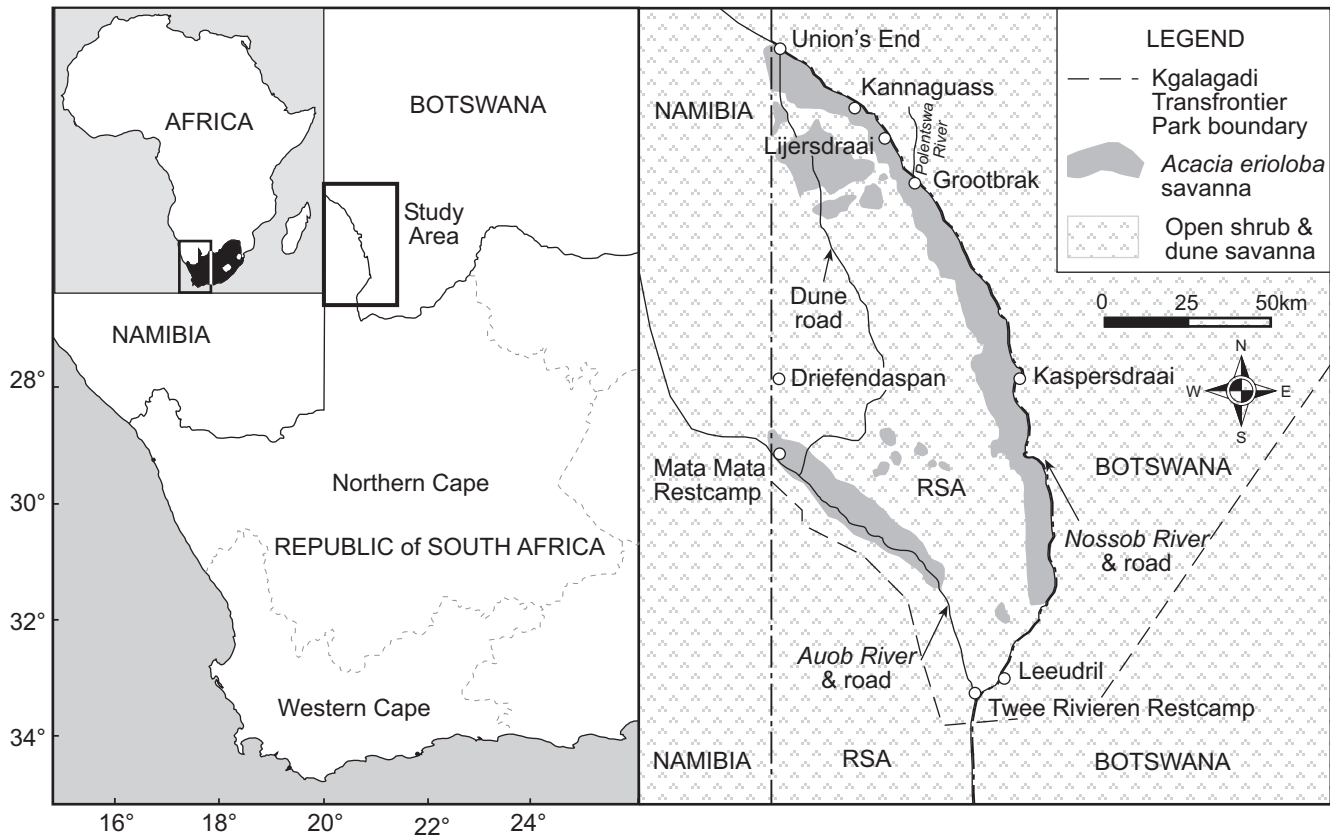 AFRICA
BOTSWANA
Study
Area
NAMIBIA
28°
30°
32°
34°
Northern Cape
REPUBLIC of SOUTH AFRICA
Western Cape
16°
18°
20°
22°
24°
Union's End
Kannaguass
NAMIBIA
Lijersdraai
Polentswa
River
Grootbrak
Dune
road
Driefendaspan
Kaspersdraai
Mata Mata
Restcamp
RSA
BOTSWANA
Nossob River
& road
Auob River
& road
Leeudril
Twee Rivieren Restcamp
NAMIBIA
RSA
BOTSWANA
LEGEND
Kgalagadi
Transfrontier
Park boundary
Acacia erioloba
savanna
Open shrub &
dune savanna
0 25 50km
N
W E
S